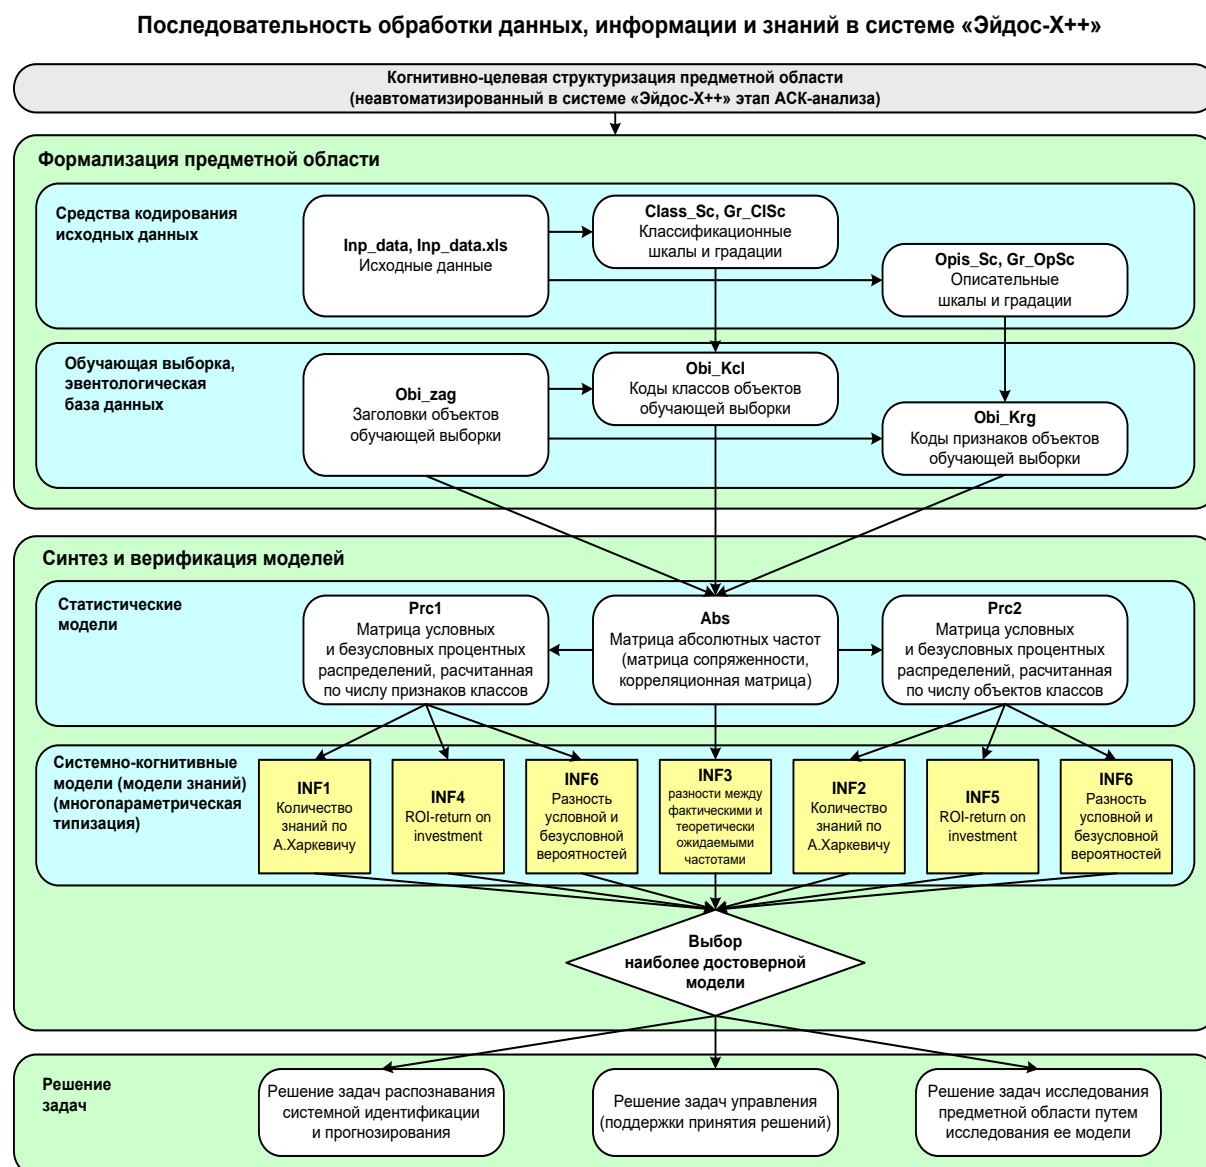 Последовательность обработки данных, информации и знаний в системе «Эйдос-Х++»
Когнитивно-целевая структуризация предметной области
(неавтоматизированный в системе «Эйдос-Х++» этап АСК-анализа)
Формализация предметной области
Средства кодирования
исходных данных
Inp_data, Inp_data.xls
Исходные данные
Class_Sc, Gr_ClSc
Классификационные
шкалы и градации
Opis_Sc, Gr_OpSc
Описательные
шкалы и градации
Обучающая выборка,
эвентологическая
база данных
Obi_zag
Заголовки объектов
обучающей выборки
Obi_Kcl
Коды классов объектов
обучающей выборки
Obi_Krg
Коды признаков объектов
обучающей выборки
Синтез и верификация моделей
Статистические
модели
Prc1
Матрица условных
и безусловных процентных
распределений, расчитанная
по числу признаков классов
Abs
Матрица абсолютных частот
(матрица сопряженности,
корреляционная матрица)
Prc2
Матрица условных
и безусловных процентных
распределений, расчитанная
по числу объектов классов
Системно-когнитивные
модели (модели знаний)
(многопараметрическая
типизация)
INF1
Количество
знаний по
А.Харкевичу
INF4
ROI-return on
investment
INF6
Разность
условной и
безусловной
вероятностей
INF3
разности между
фактическими и
теоретически
ожидаемыми
частотами
INF2
Количество
знаний по
А.Харкевичу
INF5
ROI-return on
investment
INF6
Разность
условной и
безусловной
вероятностей
Выбор
наиболее достоверной
модели
Решение
задач
Решение задач распознавания
системной идентификации
и прогнозирования
Решение задач управления
(поддержки принятия решений)
Решение задач исследования
предметной области путем
исследования ее модели